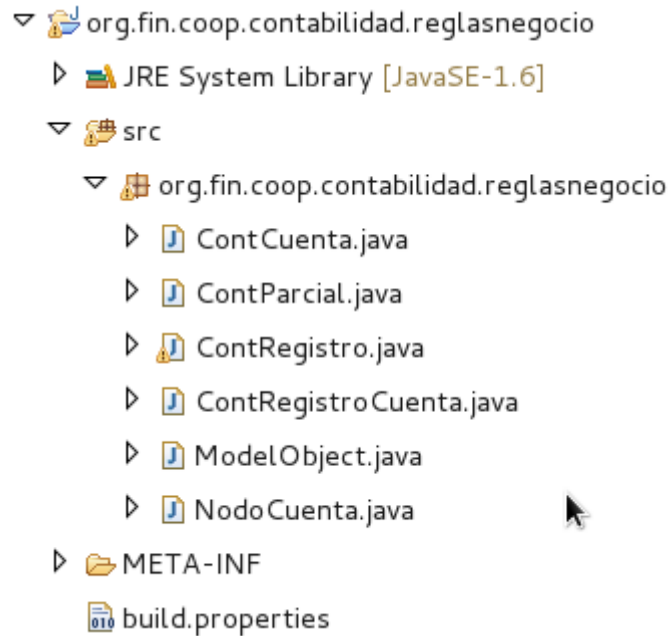 org.fin.coop.contabilidad.reglasnegocio
JRE System Library [JavaSE-1.6]
src
org.fin.coop.contabilidad.reglasnegocio
ContCuenta.java
ContParcial.java
ContRegistro.java
ContRegistroCuenta.java
ModelObject.java
NodoCuenta.java
META-INF
build.properties